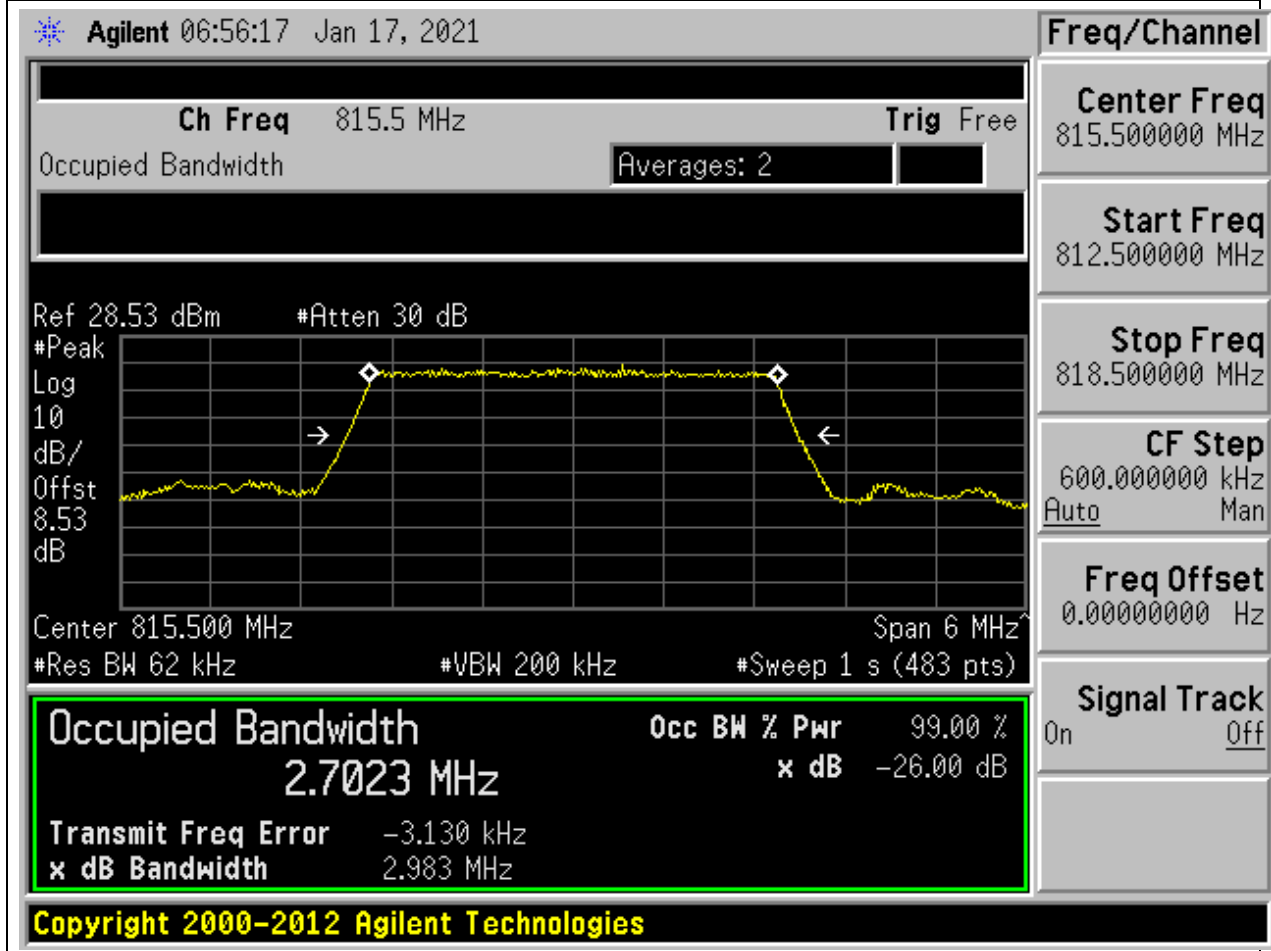 Agilent 06:56:17 Jan 17, 2021
Freq/Channel
Ch Freq 815.5 MHz Trig Free
Occupied Bandwidth Averages: 2
Ref 28.53 dBm #Atten 30 dB
#Peak
Log
10
dB/
Offst
8.53
dB
Center 815.500 MHz Span 6 MHz^
#Res BW 62 kHz #VBW 200 kHz #Sweep 1 s (483 pts)
Occupied Bandwidth Occ BW % Pwr 99.00 %
2.7023 MHz x dB -26.00 dB
Transmit Freq Error -3.130 kHz
x dB Bandwidth 2.983 MHz
Center Freq
815.500000 MHz
Start Freq
812.500000 MHz
Stop Freq
818.500000 MHz
CF Step
600.000000 kHz
Auto Man
Freq Offset
0.00000000 Hz
Signal Track
On Off
Copyright 2000-2012 Agilent Technologies